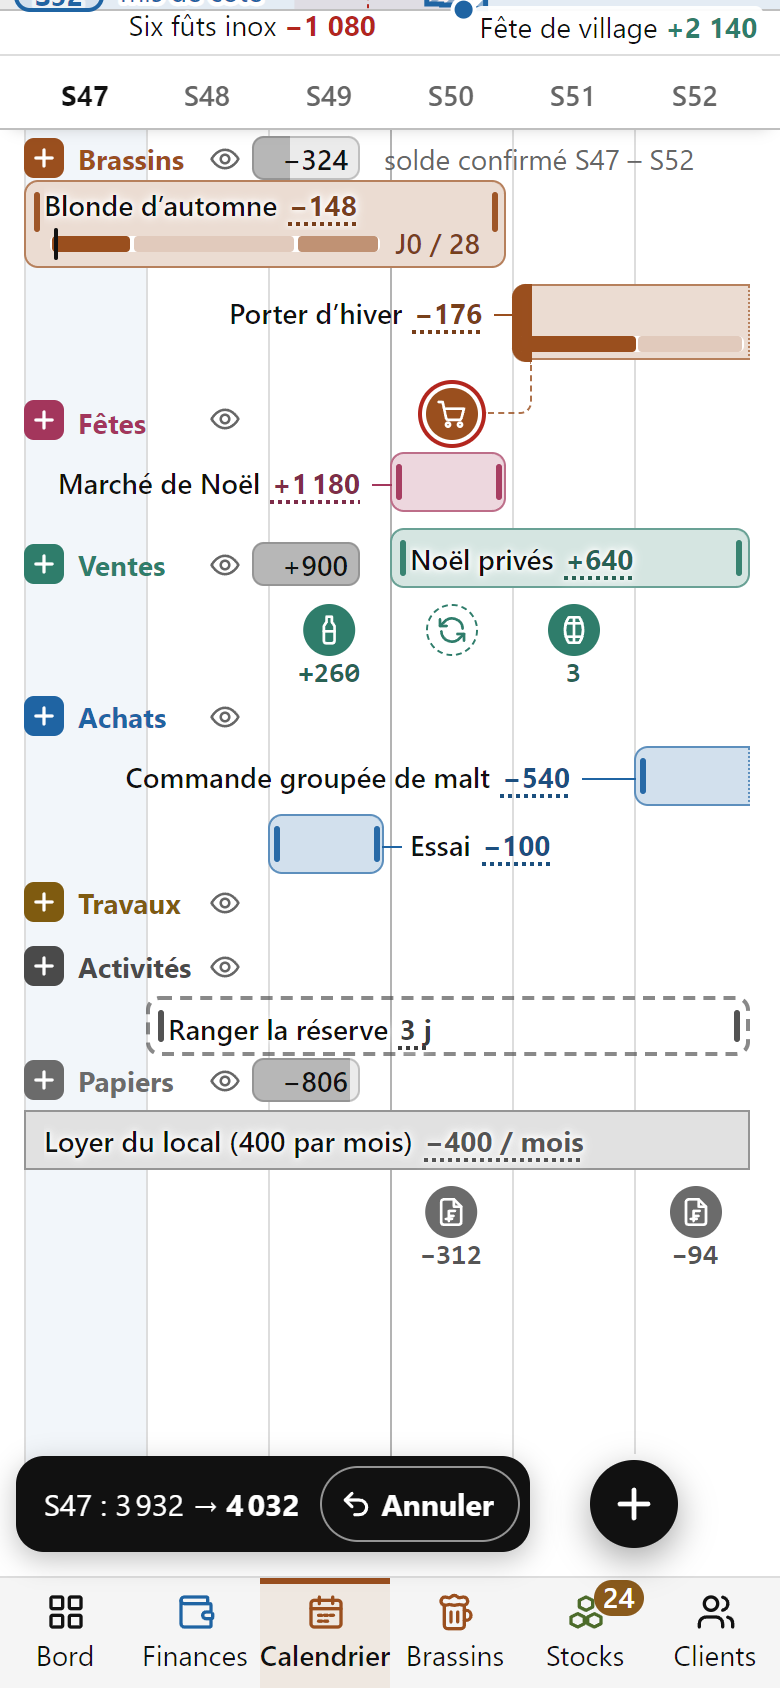 S52 mis de côté
Six fûts inox −1 080
Fête de village +2 140
S47 S48 S49 S50 S51 S52
Brassins −324 solde confirmé S47 – S52
Blonde d’automne −148
J0 / 28
Porter d’hiver −176
Fêtes
Marché de Noël +1 180
Ventes +900 Noël privés +640
+260 3
Achats
Commande groupée de malt −540
Essai −100
Travaux
Activités
Ranger la réserve 3 j
Papiers −806
Loyer du local (400 par mois) −400 / mois
−312 −94
S47 : 3 932 → 4 032 Annuler
24
Bord Finances Calendrier Brassins Stocks Clients